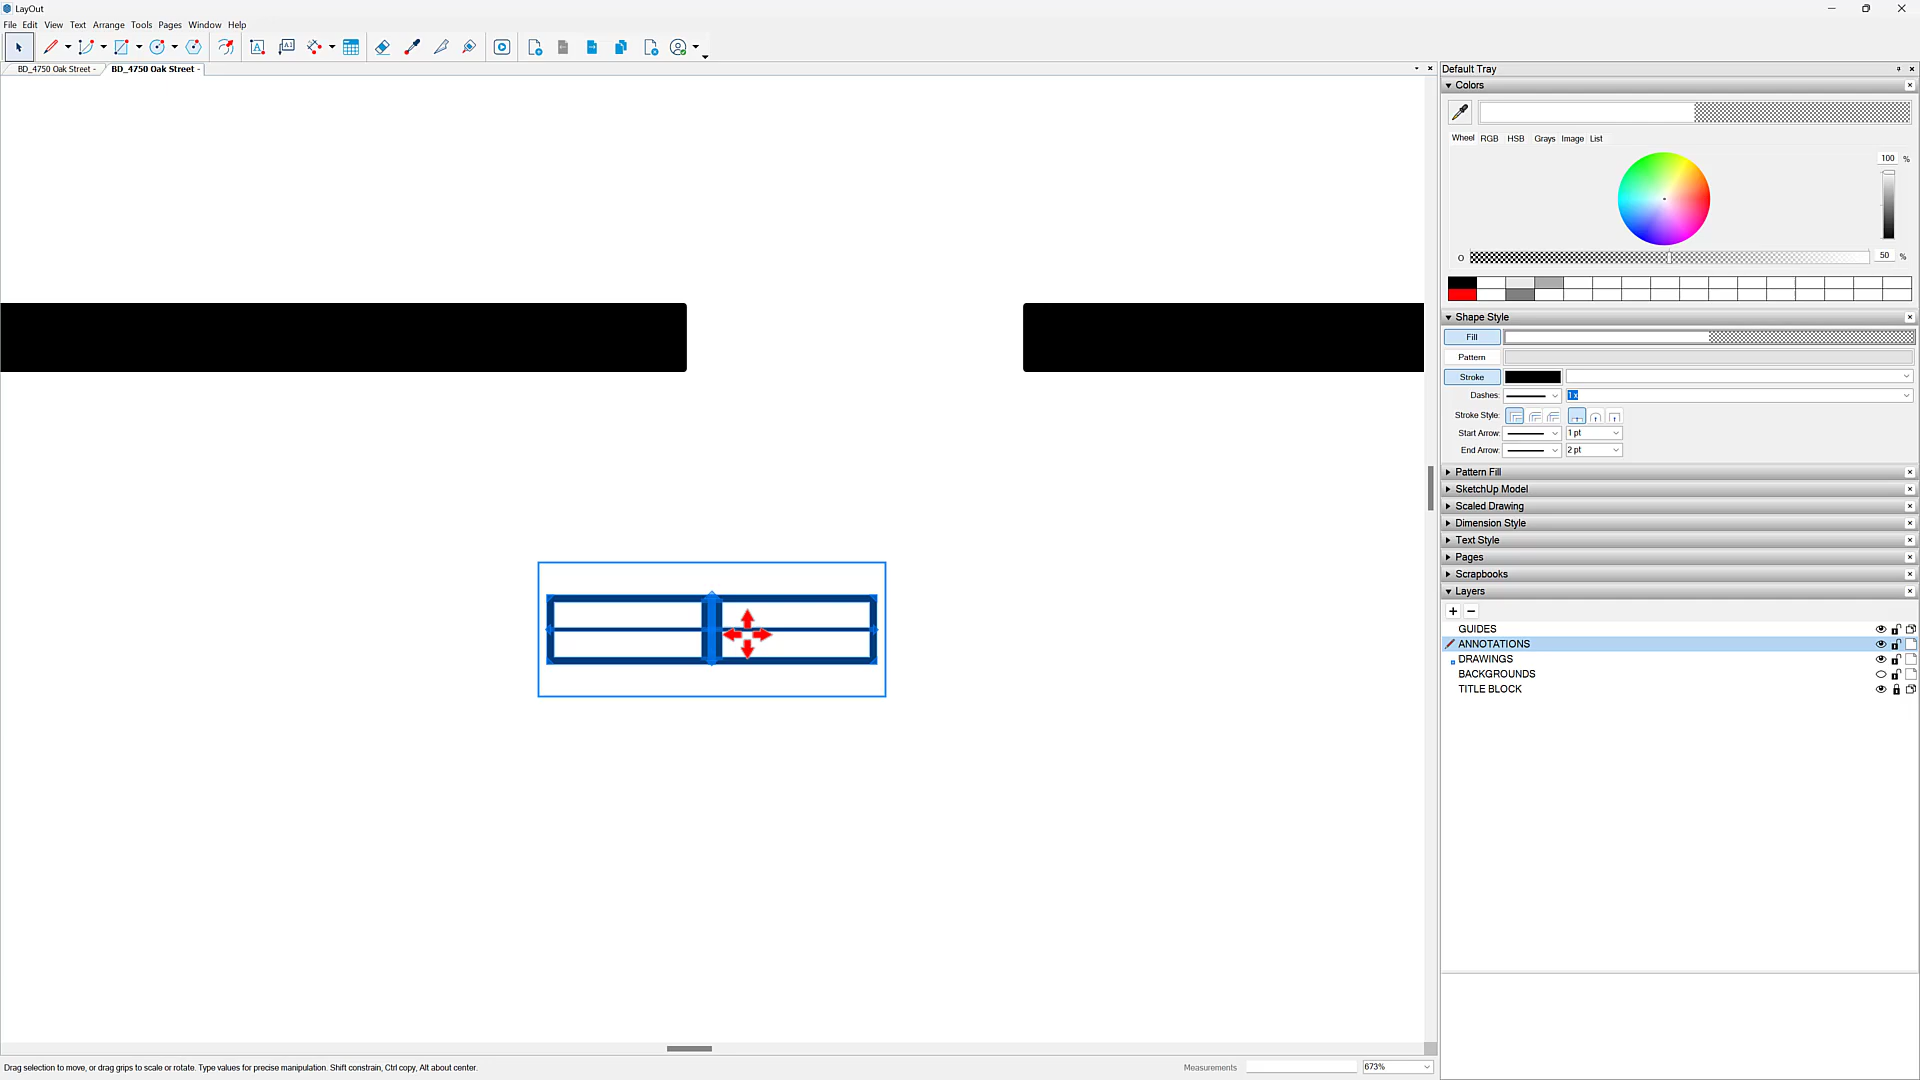 LayOut
File Edit View Text Arrange Tools Pages Window Help
BD_4750 Oak Street - BD_4750 Oak Street -
Default Tray
Colors
Wheel RGB HSB Grays Image List
100 %
O 50 %
Shape Style
Fill
Pattern
Stroke
Dashes: 1 x
Stroke Style:
Start Arrow: 1 pt
End Arrow: 2 pt
Pattern Fill
SketchUp Model
Scaled Drawing
Dimension Style
Text Style
Pages
Scrapbooks
Layers
GUIDES
ANNOTATIONS
DRAWINGS
BACKGROUNDS
TITLE BLOCK
Drag selection to move, or drag grips to scale or rotate. Type values for precise manipulation. Shift constrain, Ctrl copy, Alt about center.
Measurements 673%